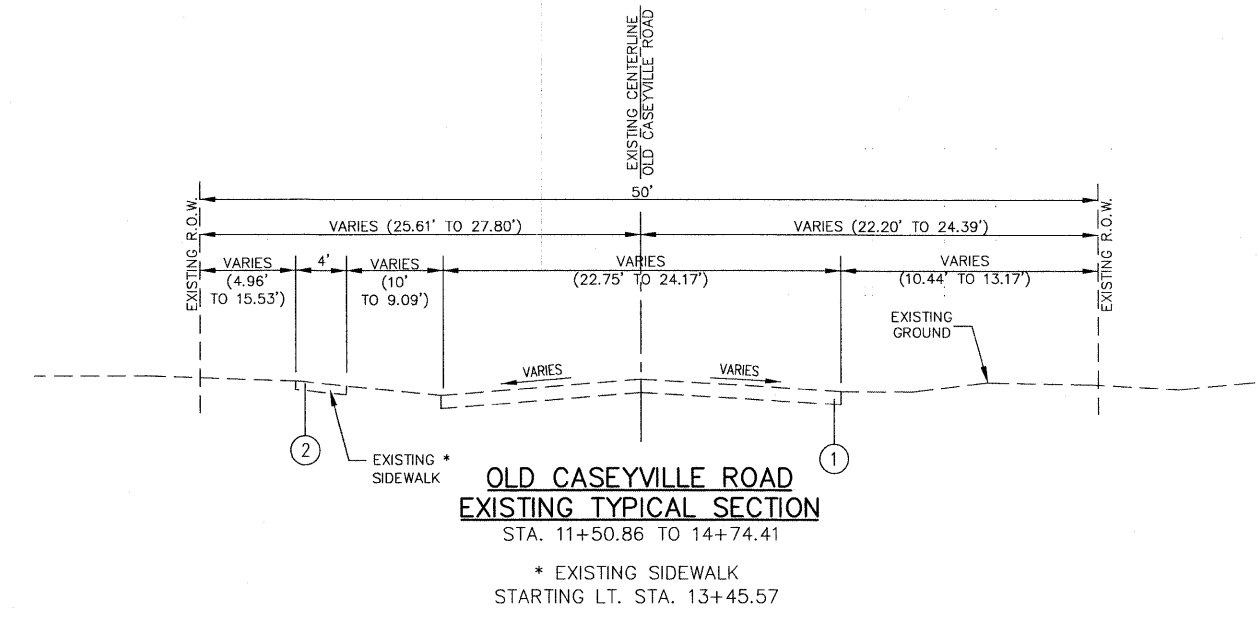 EXISTING CENTERLINE
OLD CASEYVILLE ROAD
50'
EXISTING R.O.W.
VARIES (25.61' TO 27.80')
VARIES (22.20' TO 24.39')
EXISTING R.O.W.
VARIES
(4.96'
TO 15.53')
4'
VARIES
(10'
TO 9.09')
VARIES
(22.75' TO 24.17')
VARIES
(10.44' TO 13.17')
EXISTING
GROUND
VARIES
VARIES
2
EXISTING *
SIDEWALK
1
OLD CASEYVILLE ROAD
EXISTING TYPICAL SECTION
STA. 11+50.86 TO 14+74.41
* EXISTING SIDEWALK
STARTING LT. STA. 13+45.57